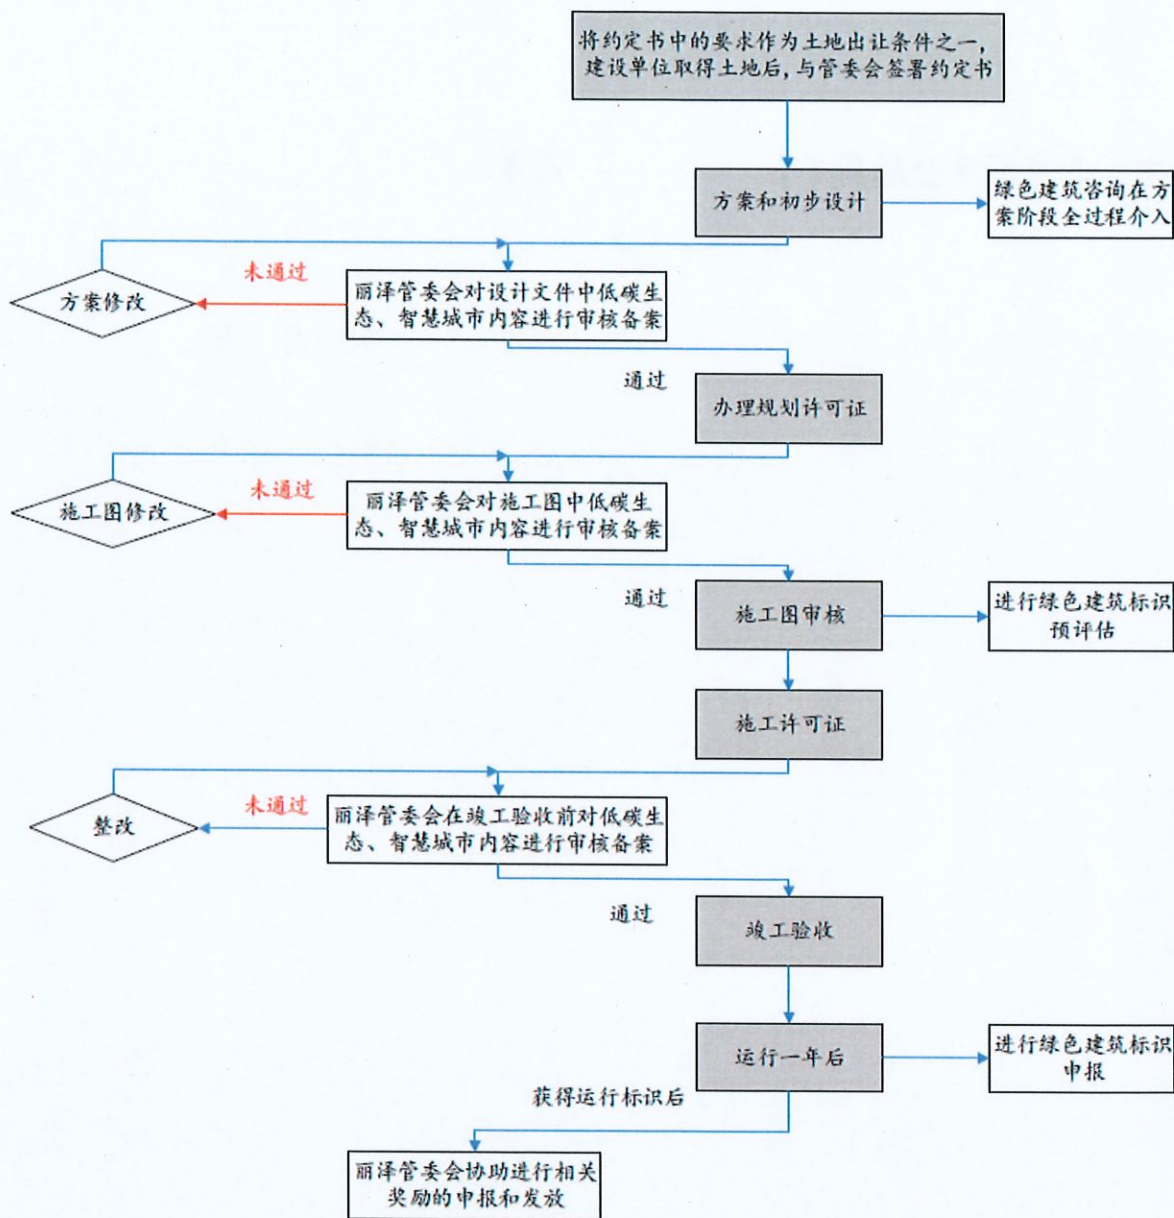 将约定书中的要求作为土地出让条件之一，
建设单位取得土地后，与管委会签署约定书
方案和初步设计
绿色建筑咨询在方
案阶段全过程介入
未通过
方案修改
丽泽管委会对设计文件中低碳生
态、智慧城市内容进行审核备案
通过
办理规划许可证
未通过
施工图修改
丽泽管委会对施工图中低碳生
态、智慧城市内容进行审核备案
通过
施工图审核
进行绿色建筑标识
预评估
施工许可证
未通过
整改
丽泽管委会在竣工验收前对低碳生
态、智慧城市内容进行审核备案
通过
竣工验收
运行一年后
进行绿色建筑标识
申报
获得运行标识后
丽泽管委会协助进行相关
奖励的申报和发放